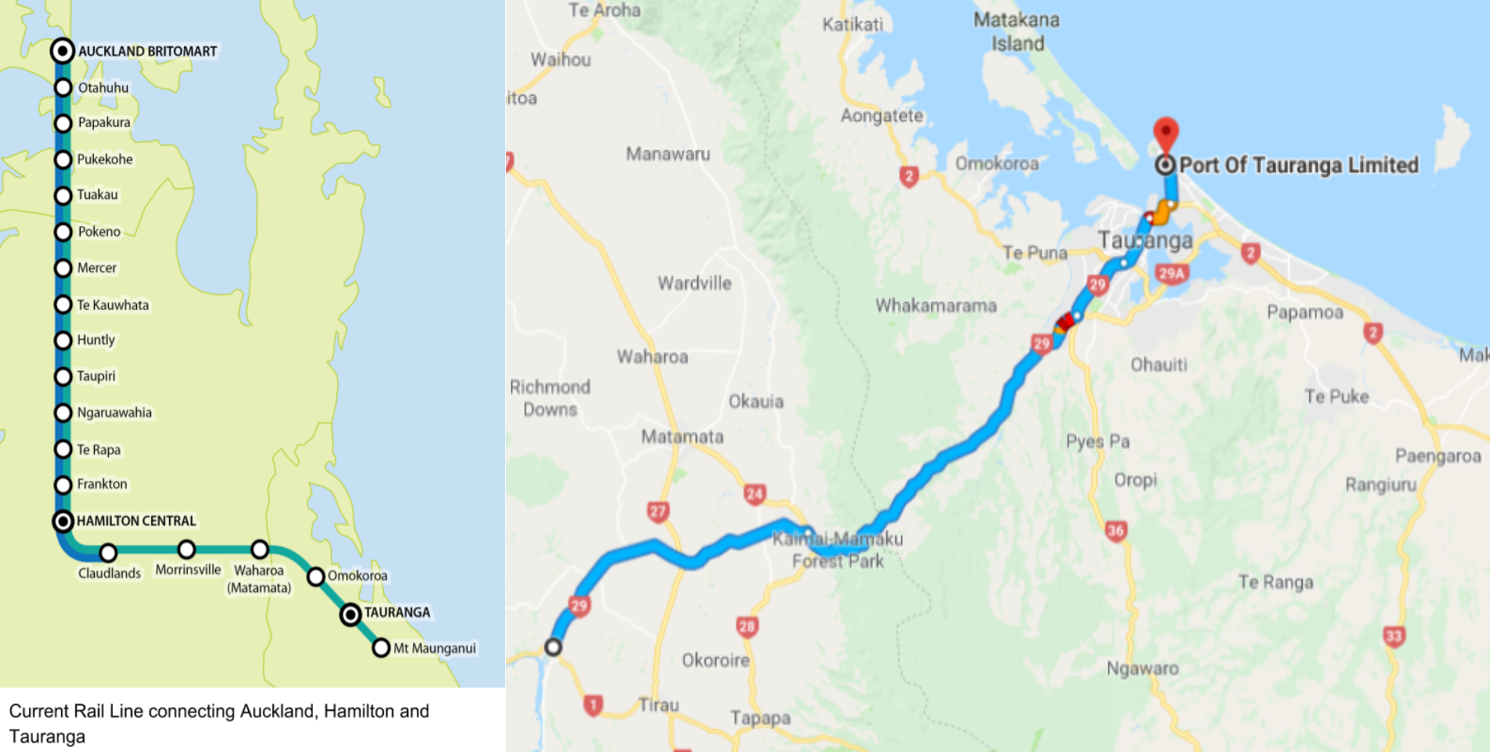 AUCKLAND BRITOMART
Otahuhu
Papakura
Pukekohe
Tuakau
Pokeno
Mercer
Te Kauwhata
Huntly
Taupiri
Ngaruawahia
Te Rapa
Frankton
HAMILTON CENTRAL
Claudlands
Morrinsville
Waharoa
(Matamata)
Omokoroa
TAURANGA
Mt Maunganui
Current Rail Line connecting Auckland, Hamilton and
Tauranga
Te Aroha
Katikati
Matakana
Island
Waihou
itoa
Aongatete
Manawaru
Omokoroa
2
Port Of Tauranga Limited
Tauranga
Te Puna
2
29A
29
Wardville
Whakamarama
Papamoa
2
29
Mak
Waharoa
Ohauiti
Richmond
Downs
Okauia
Te Puke
Matamata
Pyes Pa
Paengaroa
Oropi
Rangiuru
24
27
36
Kaimai-Mamaku
Forest Park
Te Ranga
29
28
33
Okoroire
Ngawaro
1
Tirau
Tapapa